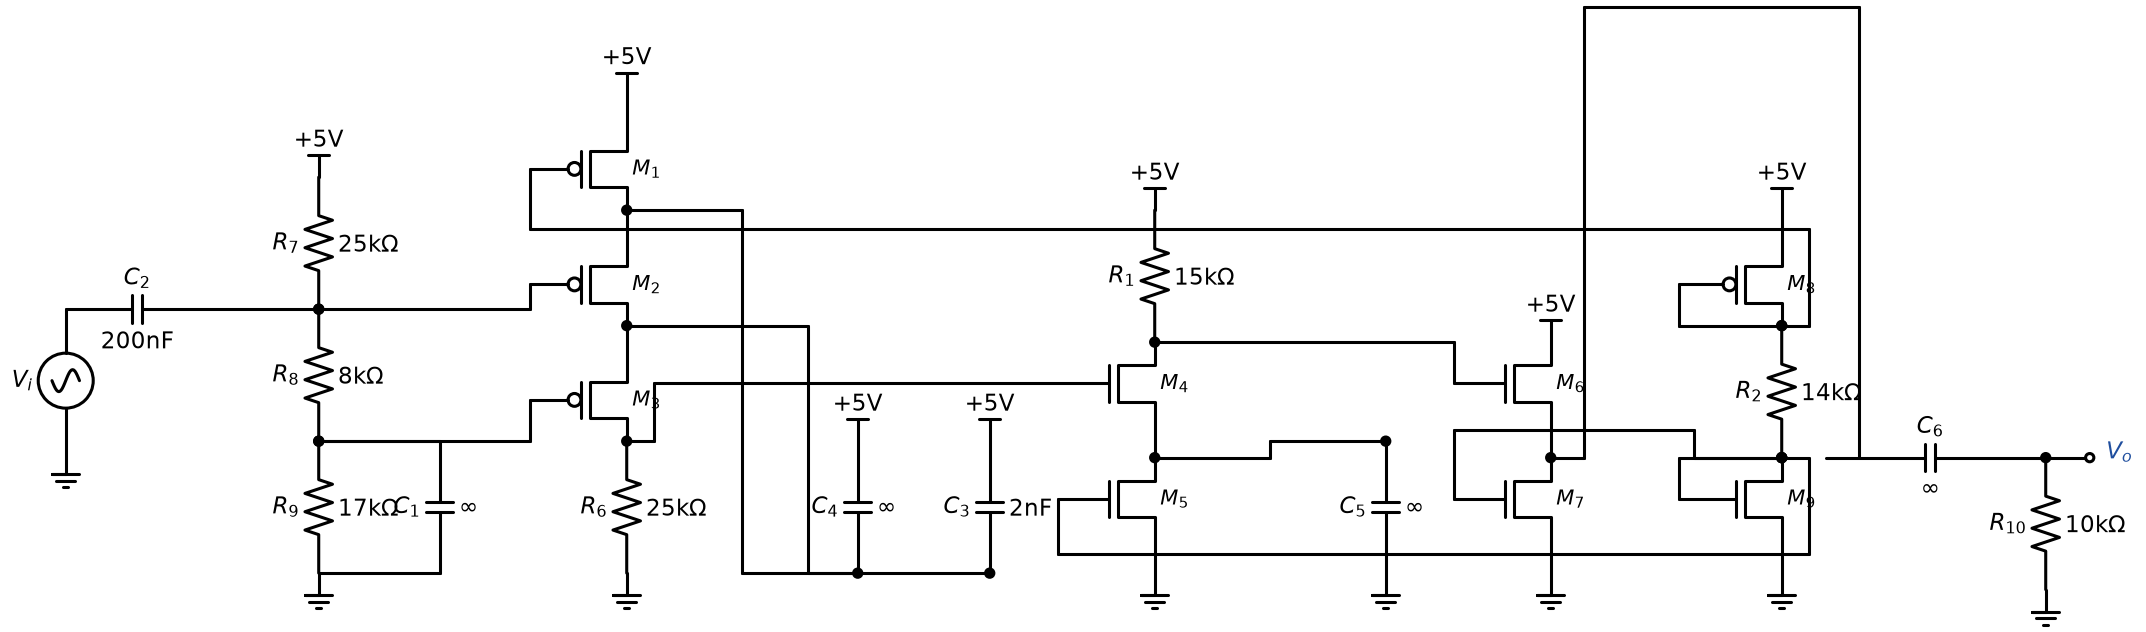 +5V
+5V
M1
+5V
+5V
R7 25kΩ
R1 15kΩ
C2
M2
M8
200nF
+5V
Vi
R8 8kΩ
M3
M4
M6
R2 14kΩ
+5V
+5V
C6
Vo
∞
R9 17kΩ
C1 ∞
R6 25kΩ
C4 ∞
C3 2nF
M5
C5 ∞
M7
M9
R10 10kΩ